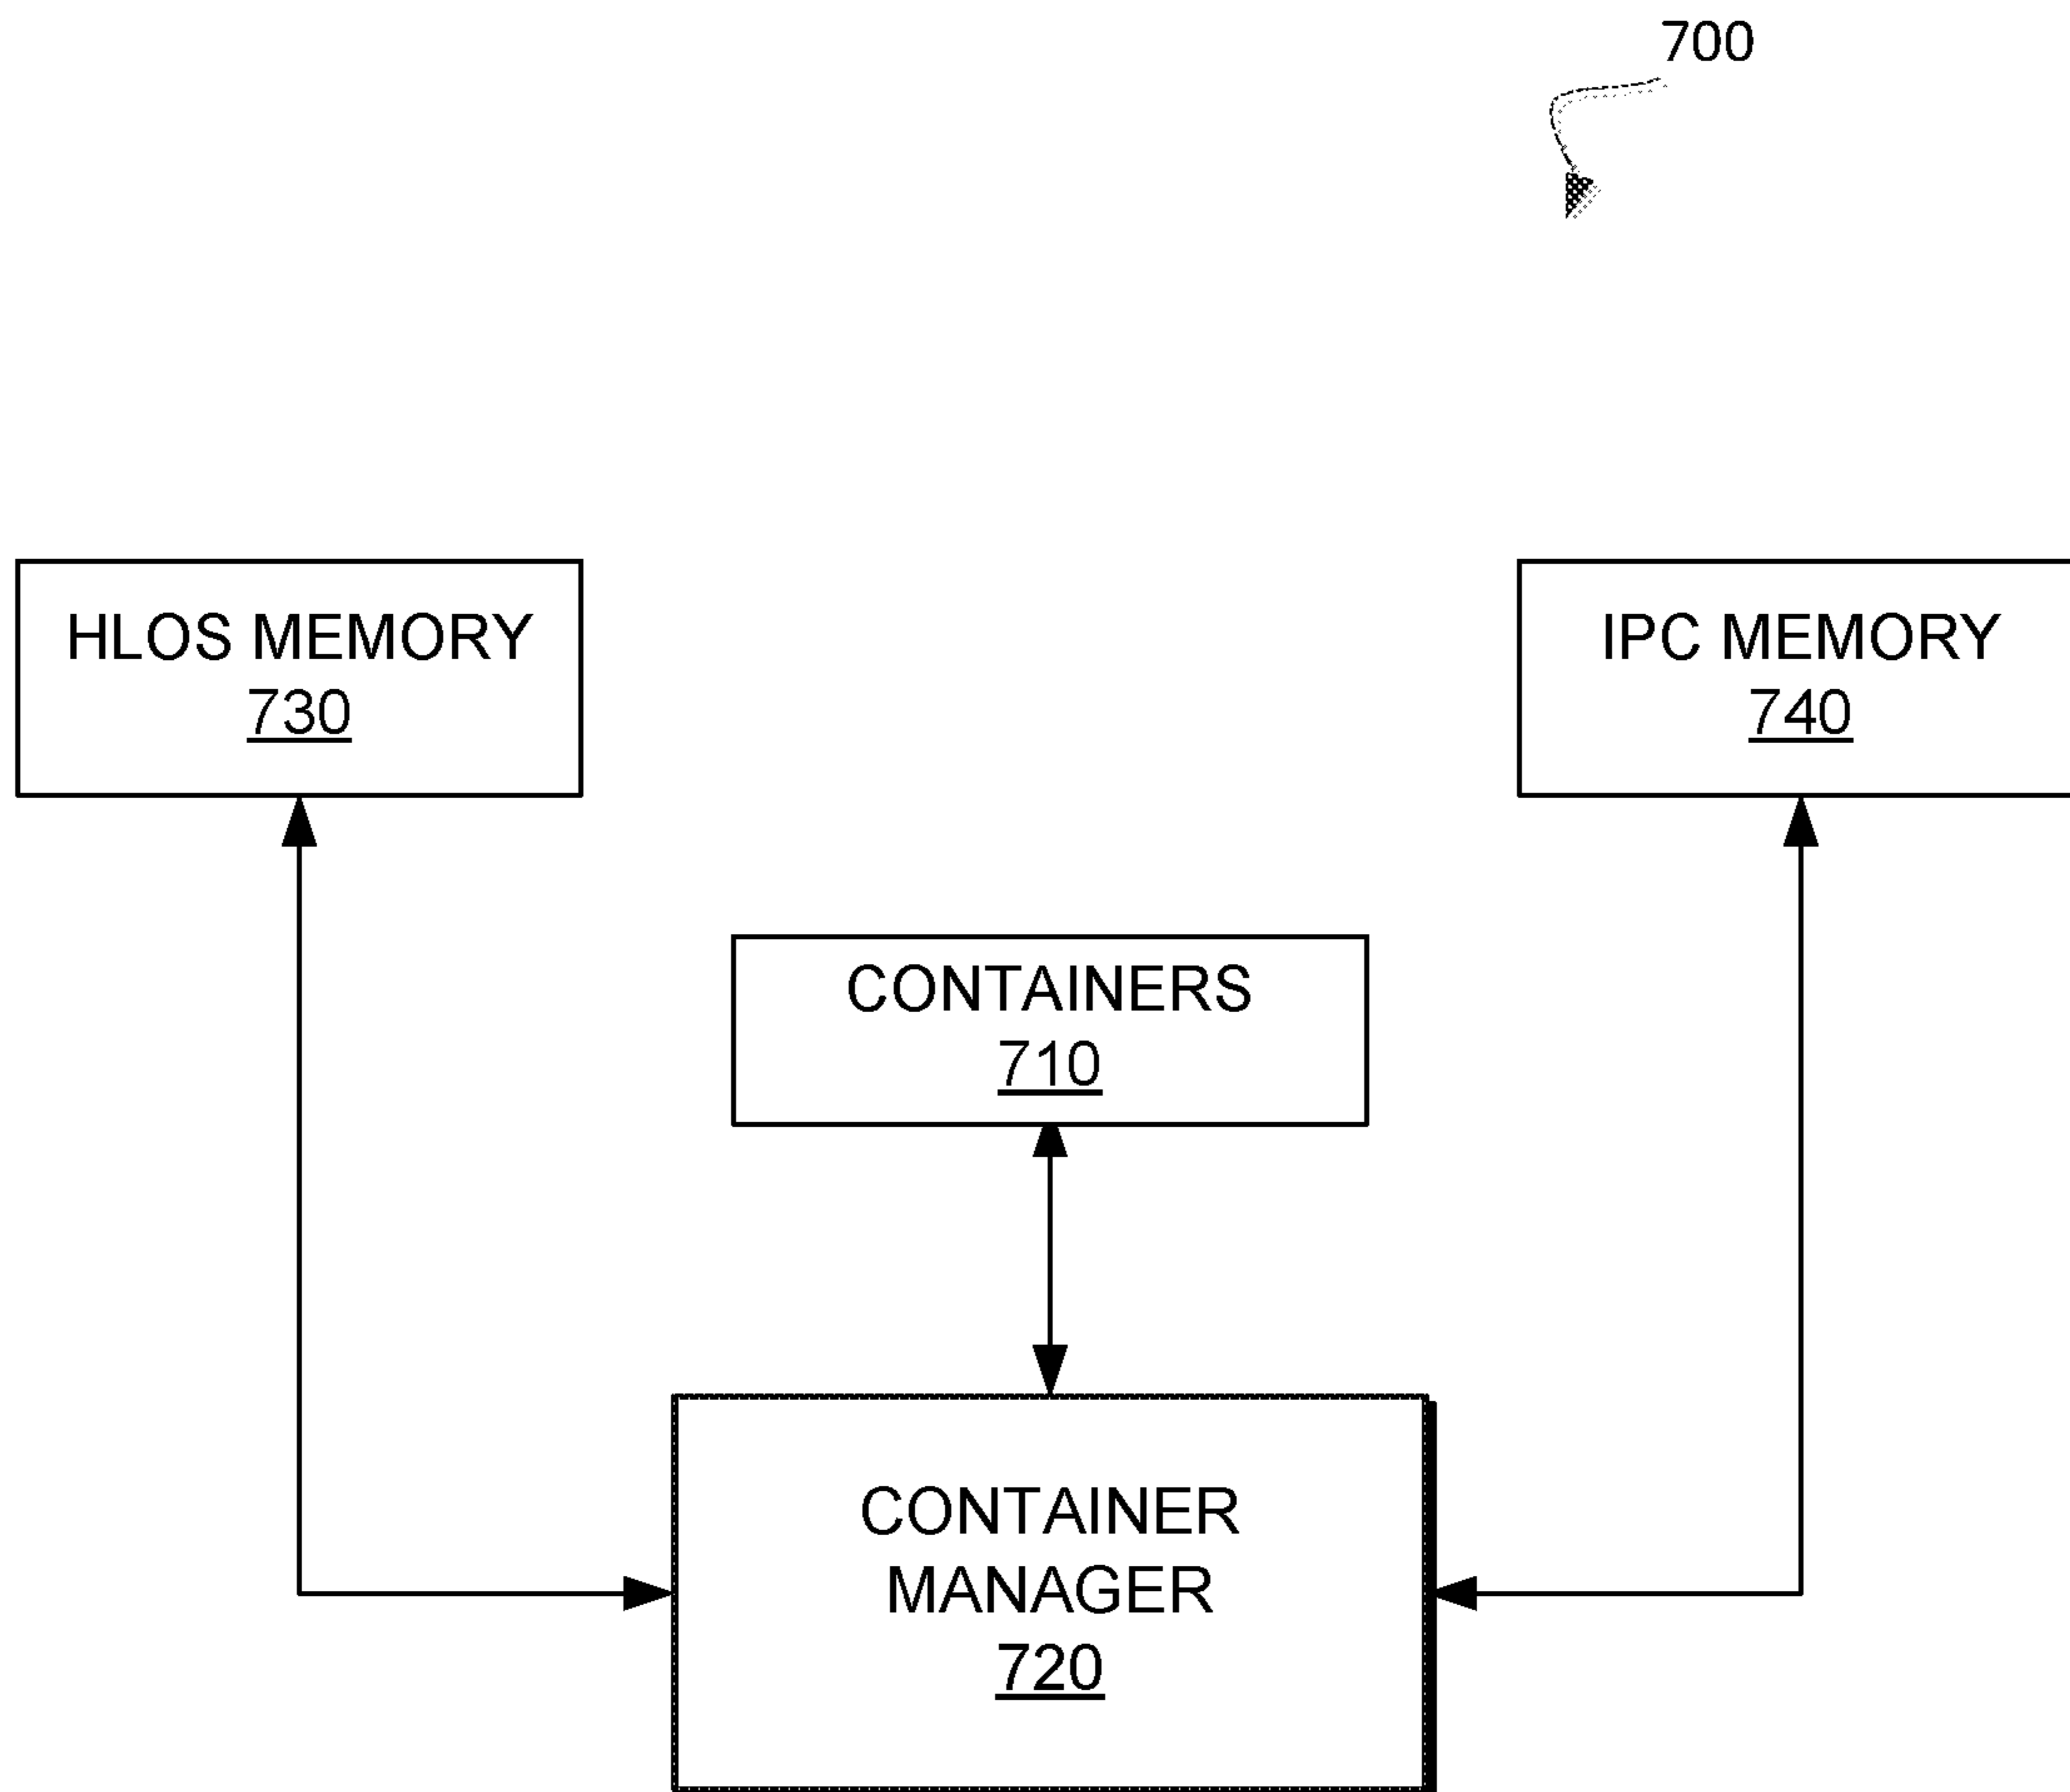 700
HLOS MEMORY
730
IPC MEMORY
740
CONTAINERS
710
CONTAINER
MANAGER
720